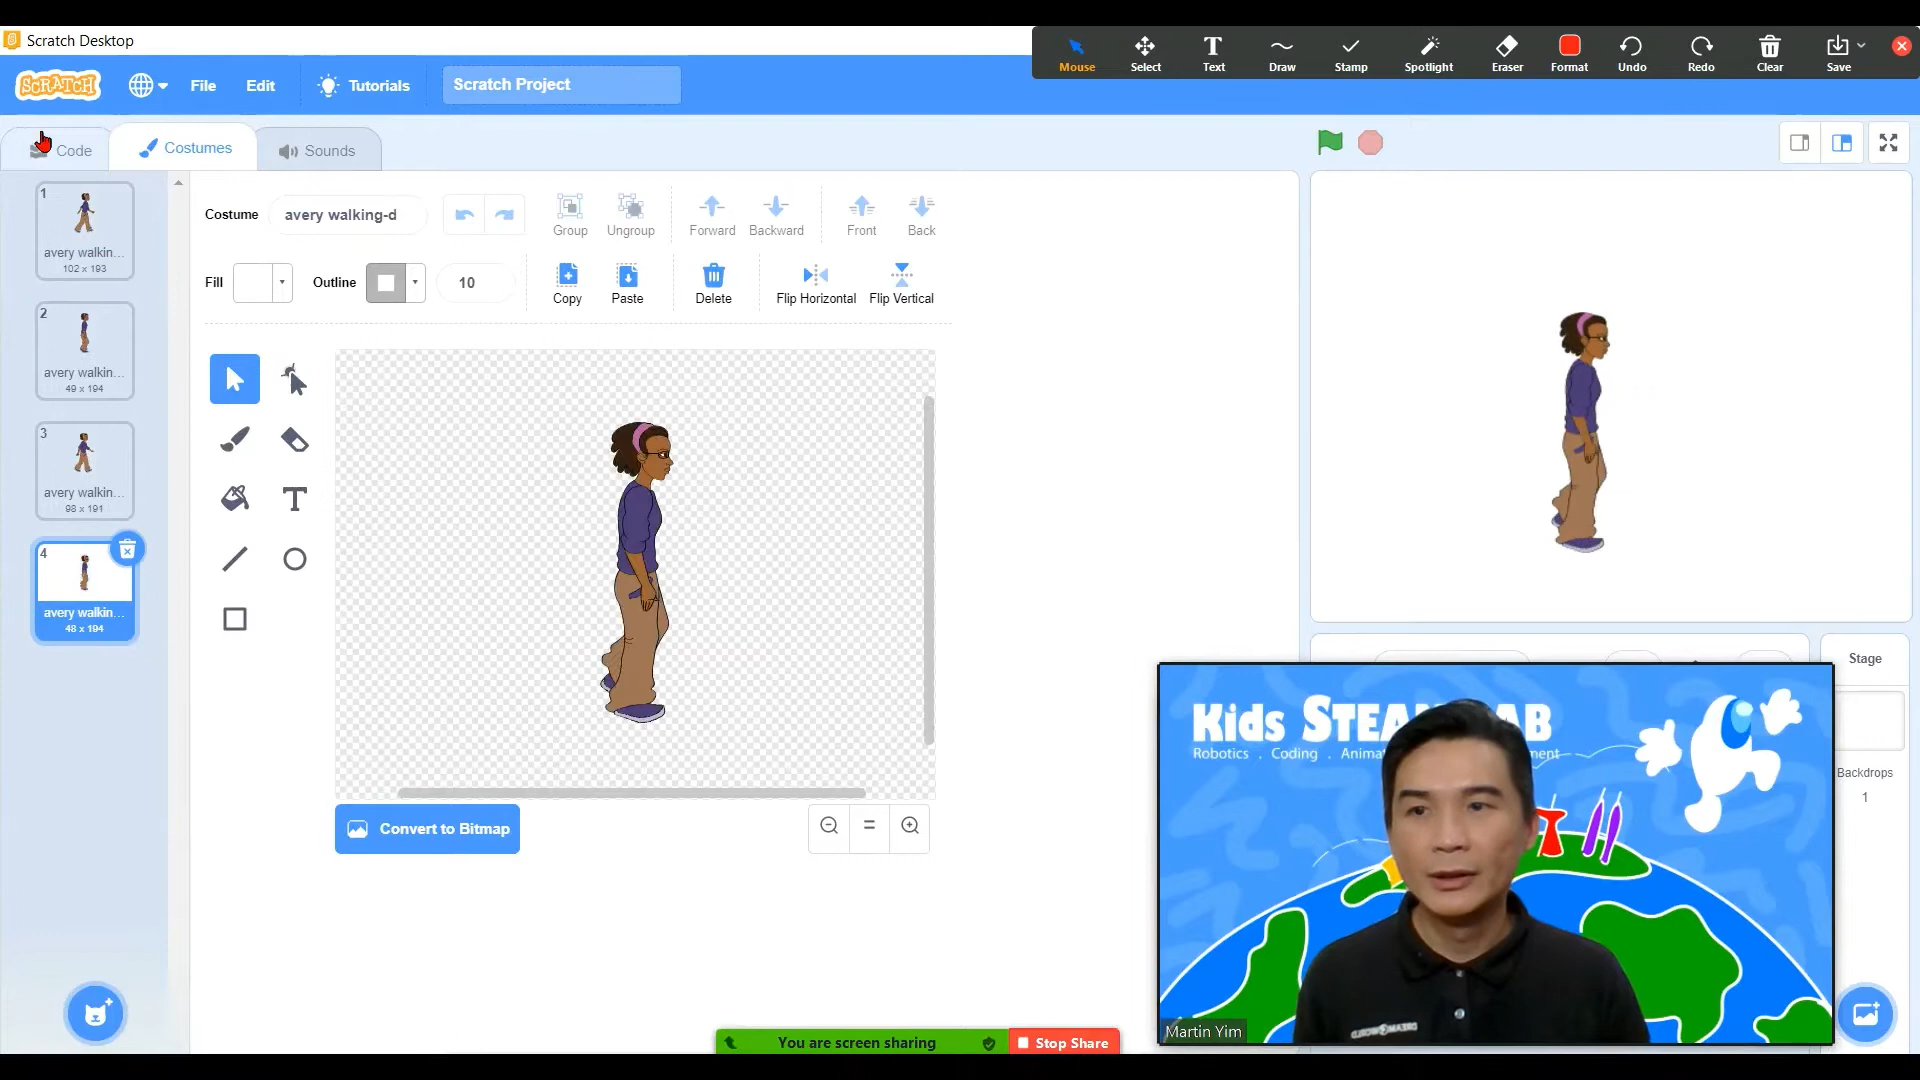 Scratch Desktop
Mouse Select Text Draw Stamp Spotlight Eraser Format Undo Redo Clear Save
SCRATCH File Edit Tutorials Scratch Project
Code Costumes Sounds
1
avery walkin...
102 x 193
2
avery walkin...
49 x 194
3
avery walkin...
98 x 191
4
avery walkin...
48 x 194
Costume avery walking-d
Group Ungroup Forward Backward Front Back
Fill Outline 10
Copy Paste Delete Flip Horizontal Flip Vertical
T
Convert to Bitmap
Stage
Backdrops
1
Kids
Robotics . Coding .
Martin Yim
You are screen sharing Stop Share